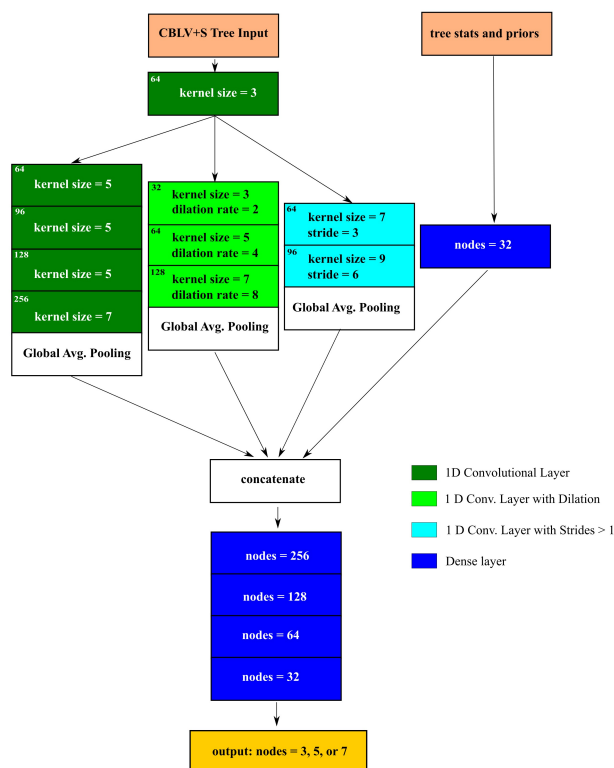 CBLV+S Tree Input
tree stats and priors
64
kernel size = 3
64
kernel size = 5
96
kernel size = 5
128
kernel size = 5
256
kernel size = 7
Global Avg. Pooling
32
kernel size = 3
dilation rate = 2
64
kernel size = 5
dilation rate = 4
128
kernel size = 7
dilation rate = 8
Global Avg. Pooling
64
kernel size = 7
stride = 3
96
kernel size = 9
stride = 6
Global Avg. Pooling
nodes = 32
concatenate
nodes = 256
nodes = 128
nodes = 64
nodes = 32
output: nodes = 3, 5, or 7
1D Convolutional Layer
1 D Conv. Layer with Dilation
1 D Conv. Layer with Strides > 1
Dense layer